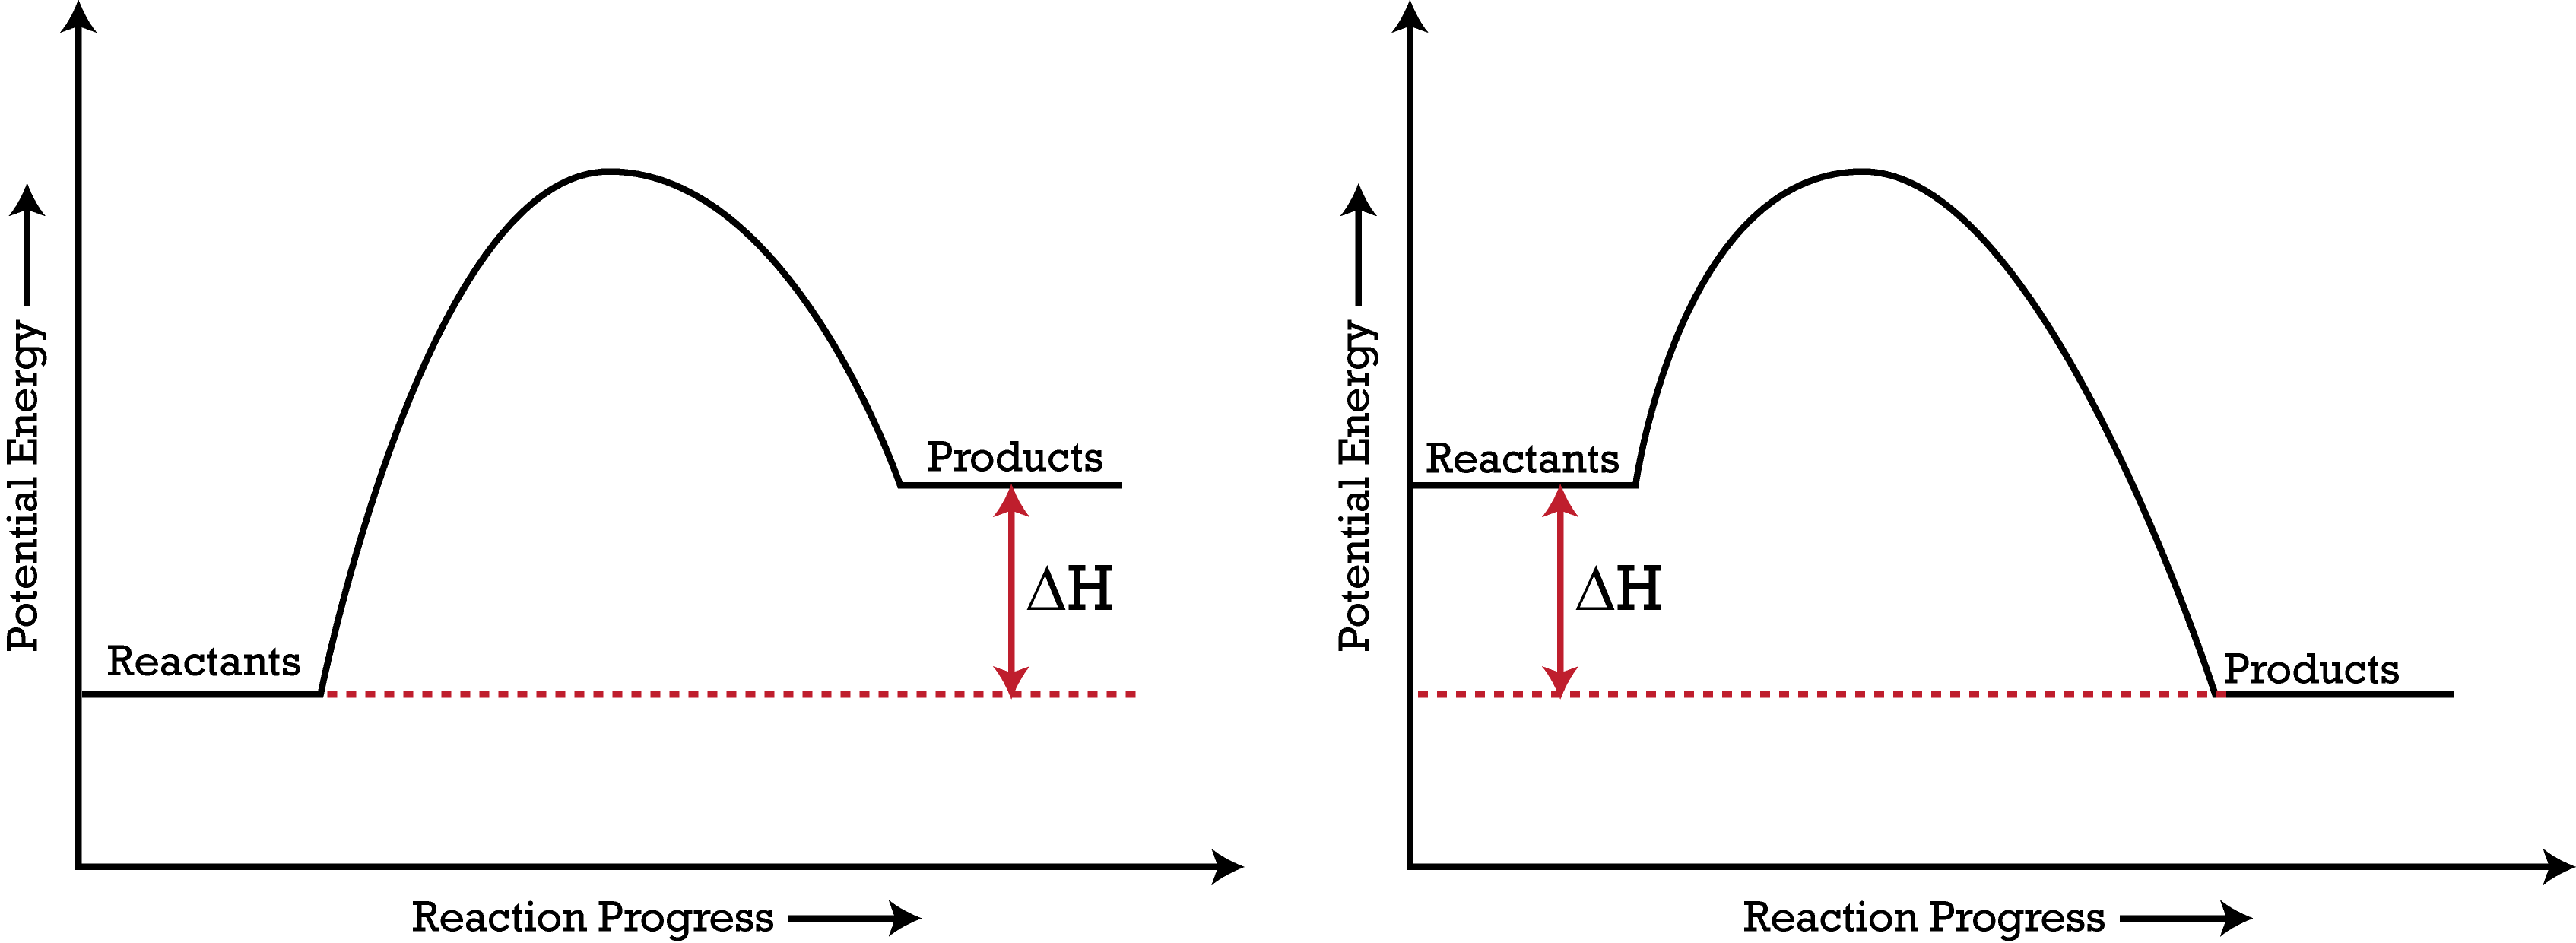 Potential Energy
Reactants
Products
ΔH
Reaction Progress
Potential Energy
Reactants
ΔH
Products
Reaction Progress